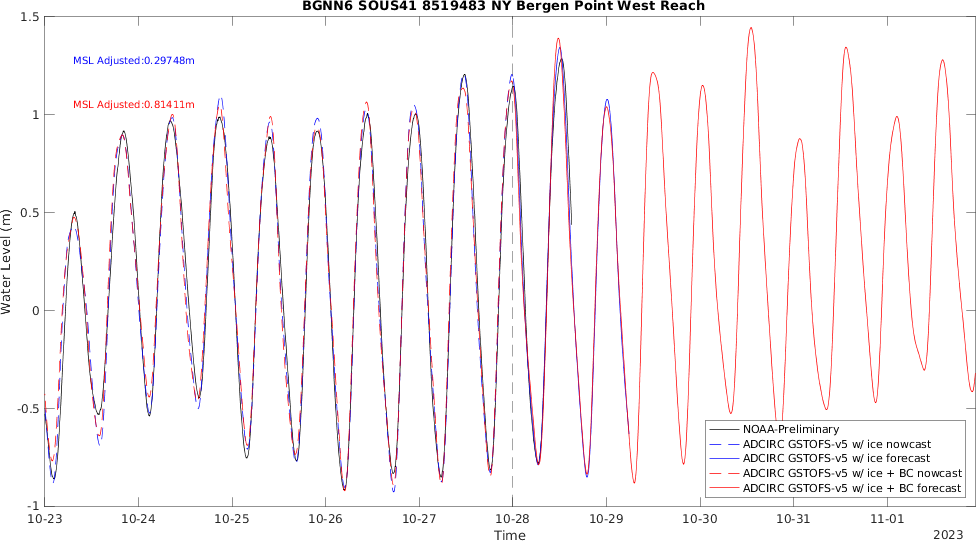 BGNN6 SOUS41 8519483 NY Bergen Point West Reach
1.5
MSL Adjusted:0.29748m
MSL Adjusted:0.81411m
1
0.5
Water Level (m)
0
-0.5
-1
NOAA-Preliminary
ADCIRC GSTOFS-v5 w/ ice nowcast
ADCIRC GSTOFS-v5 w/ ice forecast
ADCIRC GSTOFS-v5 w/ ice + BC nowcast
ADCIRC GSTOFS-v5 w/ ice + BC forecast
10-23 10-24 10-25 10-26 10-27 10-28 10-29 10-30 10-31 11-01
Time
2023